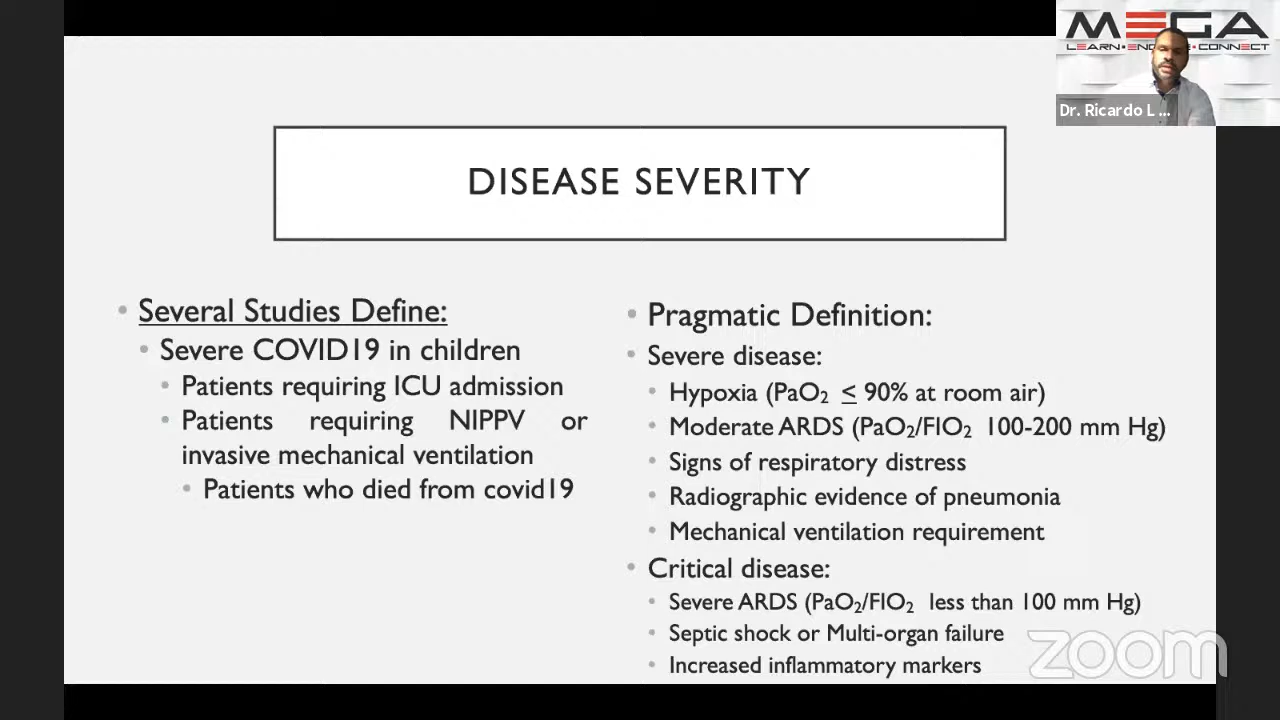 MEGA
LEARN•EN
•CONNECT
Dr. Ricardo L ...
DISEASE SEVERITY
• Several Studies Define:
• Severe COVID19 in children
• Patients requiring ICU admission
• Patients requiring NIPPV or
invasive mechanical ventilation
• Patients who died from covid19
• Pragmatic Definition:
• Severe disease:
• Hypoxia (PaO₂ ≤ 90% at room air)
• Moderate ARDS (PaO₂/FIO₂ 100-200 mm Hg)
• Signs of respiratory distress
• Radiographic evidence of pneumonia
• Mechanical ventilation requirement
• Critical disease:
• Severe ARDS (PaO₂/FIO₂ less than 100 mm Hg)
• Septic shock or Multi-organ failure
• Increased inflammatory markers
zoom